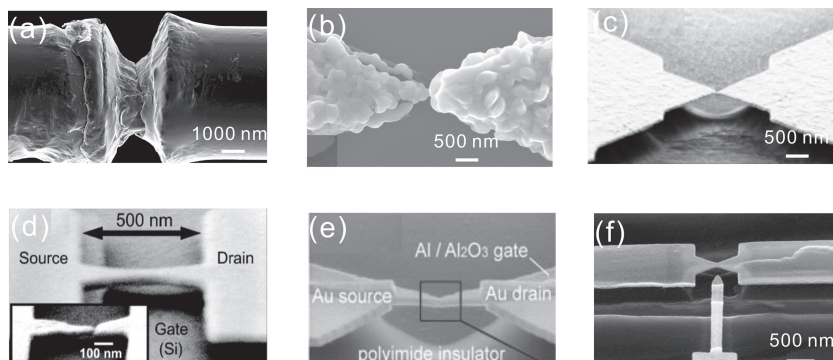 (a)
1000 nm
(b)
500 nm
(c)
500 nm
(d)
500 nm
Source
Drain
Gate
(Si)
100 nm
(e)
Al / Al₂O₃ gate
Au source
Au drain
polyimide insulator
(f)
500 nm